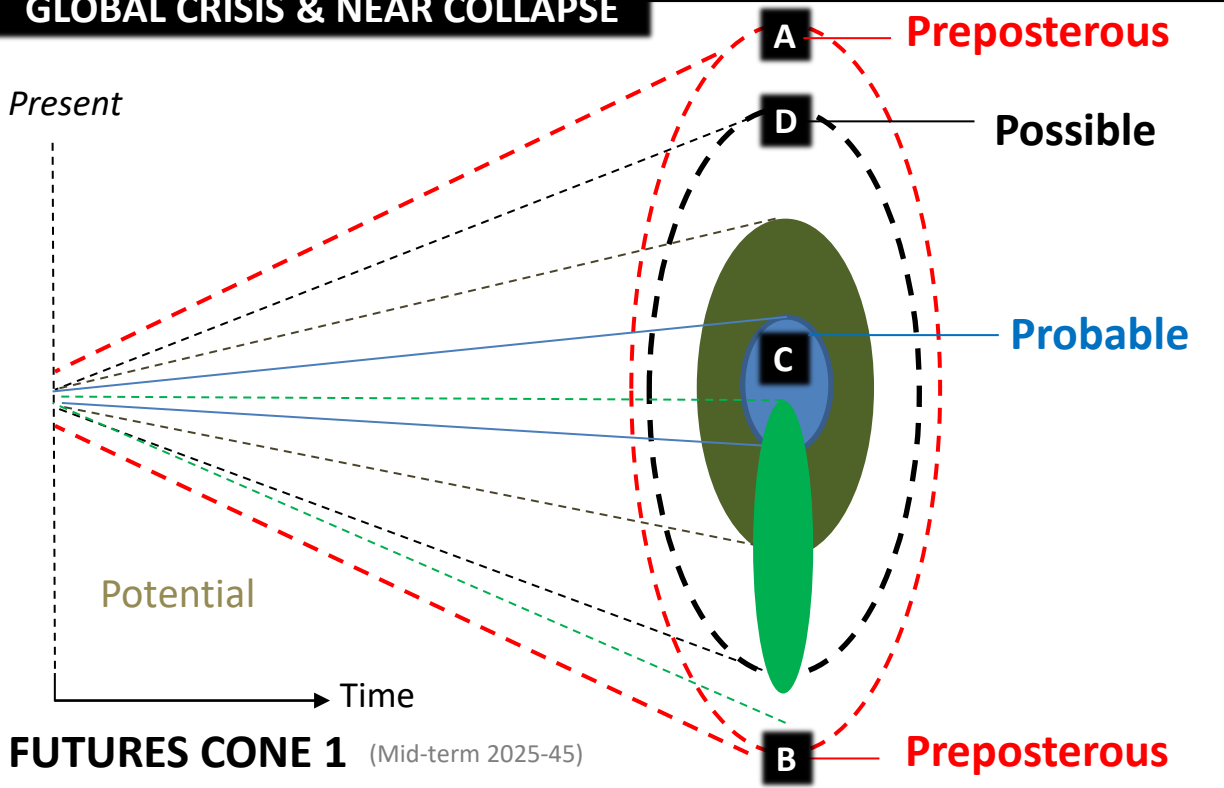 GLOBAL CRISIS & NEAR COLLAPSE
A
Preposterous
Present
D
Possible
Probable
C
Potential
Time
FUTURES CONE 1 (Mid-term 2025-45)
B
Preposterous